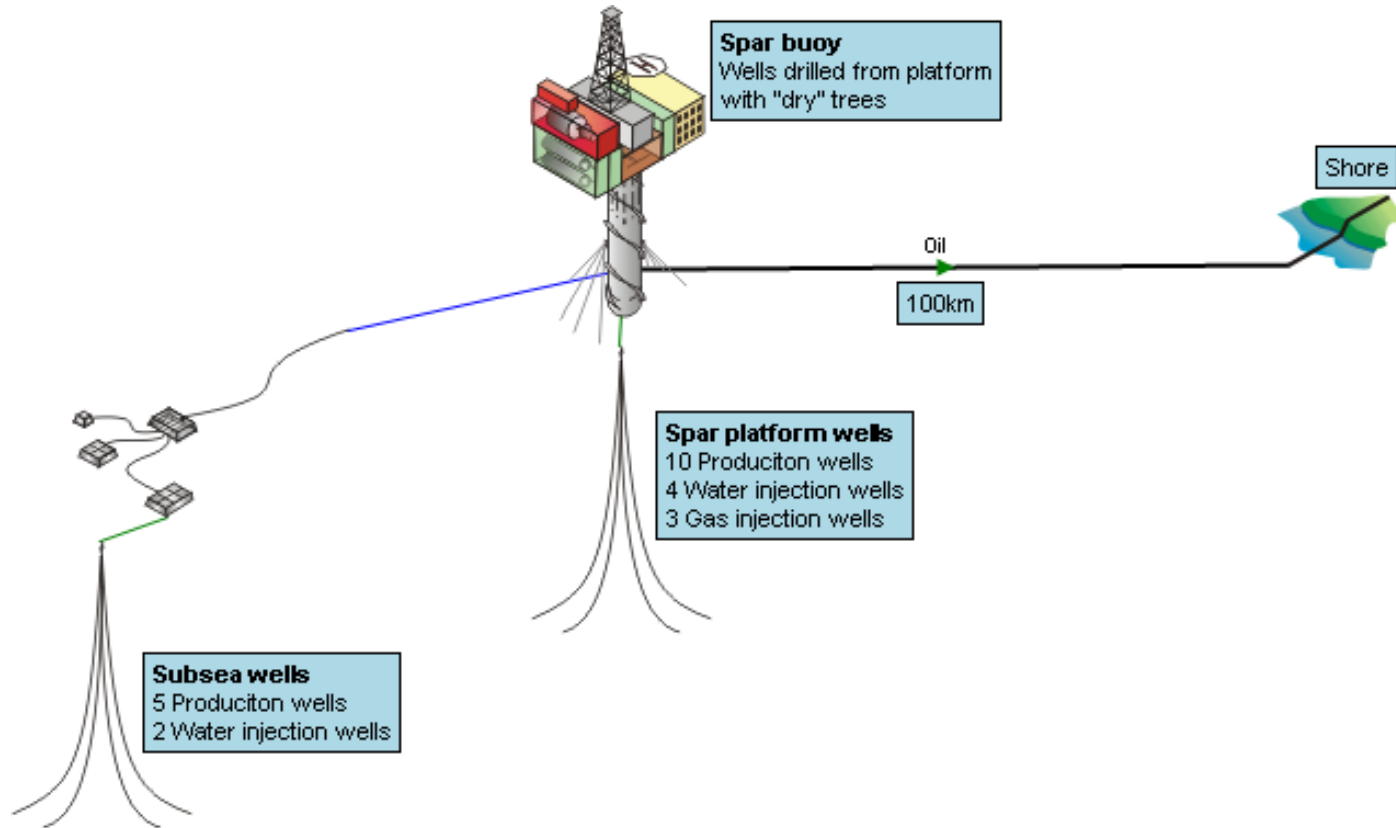 Spar buoy
Wells drilled from platform
with "dry" trees
H
Shore
Oil
100km
Spar platform wells
10 Produciton wells
4 Water injection wells
3 Gas injection wells
Subsea wells
5 Produciton wells
2 Water injection wells